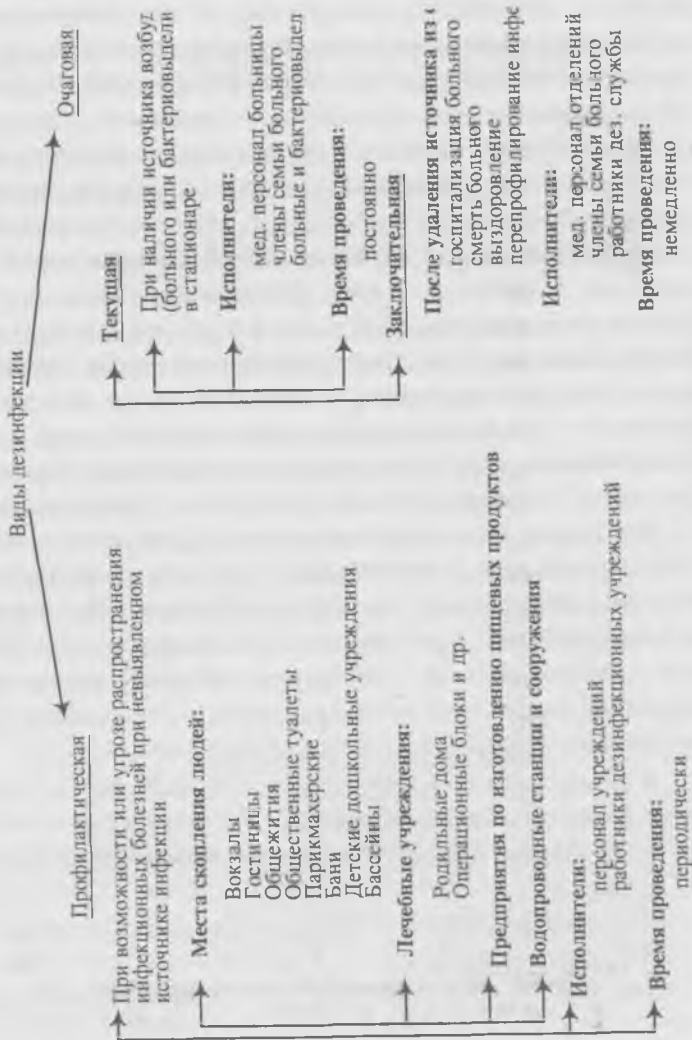 Виды дезинфекции
Профилактическая
При возможности или угрозе распространения
инфекционных болезней при невыявленном
источнике инфекции
Места скопления людей:
Вокзалы
Гостиницы
Общежития
Общественные туалеты
Парикмахерские
Бани
Детские дошкольные учреждения
Бассейны
Лечебные учреждения:
Родильные дома
Операционные блоки и др.
Предприятия по изготовлению пищевых продуктов
Водопроводные станции и сооружения
Исполнители:
персонал учреждений
работники дезинфекционных учреждений
Время проведения:
периодически
Очаговая
Текщая
При наличии источника возбуд
(больного или бактериовыдели
в стационаре
Исполнители:
мед. персонал больницы
члены семьи больного
больные и бактериовыдел
Время проведения:
постоянно
Заключительная
После удаления источника из
госпитализация больного
смерть больного
выздоровление
перепрофилирование инфе
Исполнители:
мед. персонал отделений
члены семьи больного
работники дез. службы
Время проведения:
немедленно